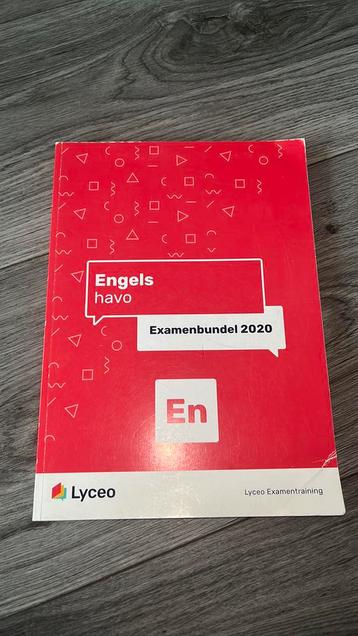 Engels
havo
Examenbundel 2020
En
Lyceo
Lyceo Examentraining